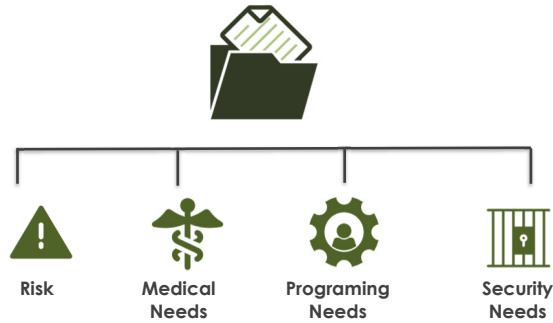 Risk
Medical
Needs
Programing
Needs
Security
Needs